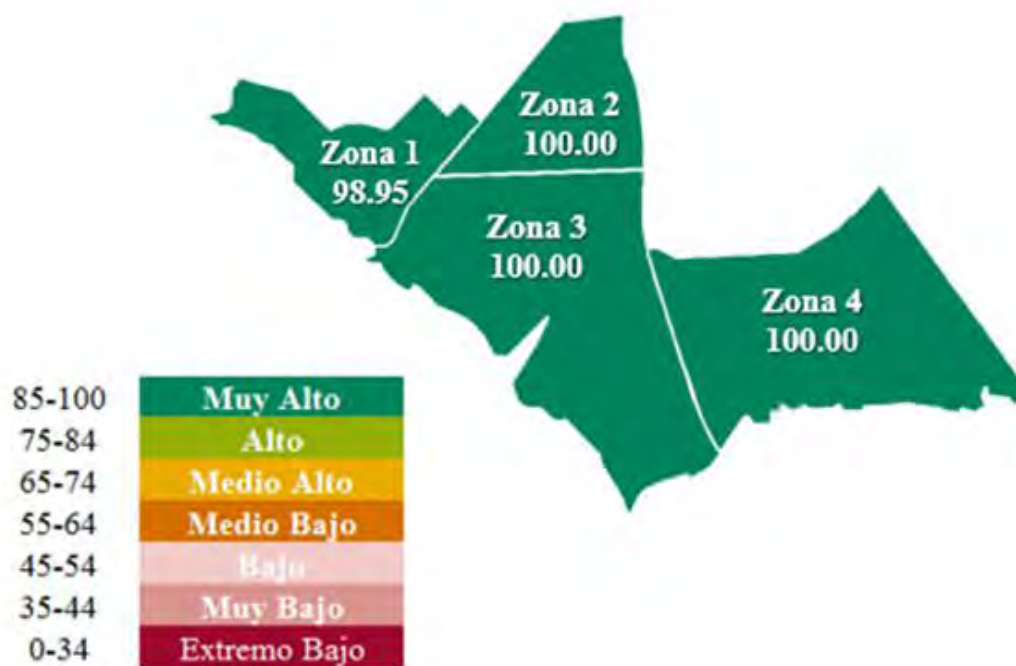 Zona 2
100.00
Zona 1
98.95
Zona 3
100.00
Zona 4
100.00
85-100 Muy Alto
75-84 Alto
65-74 Medio Alto
55-64 Medio Bajo
45-54 Bajo
35-44 Muy Bajo
0-34 Extremo Bajo